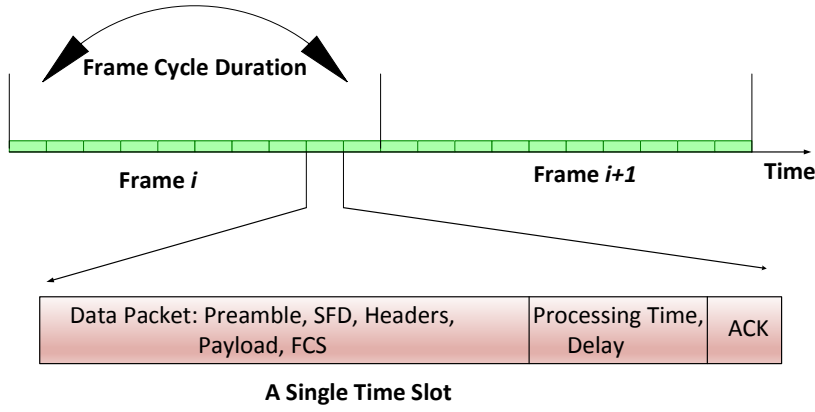 Frame Cycle Duration
Frame i
Frame i+1
Time
Data Packet: Preamble, SFD, Headers,
Payload, FCS
Processing Time,
Delay
ACK
A Single Time Slot